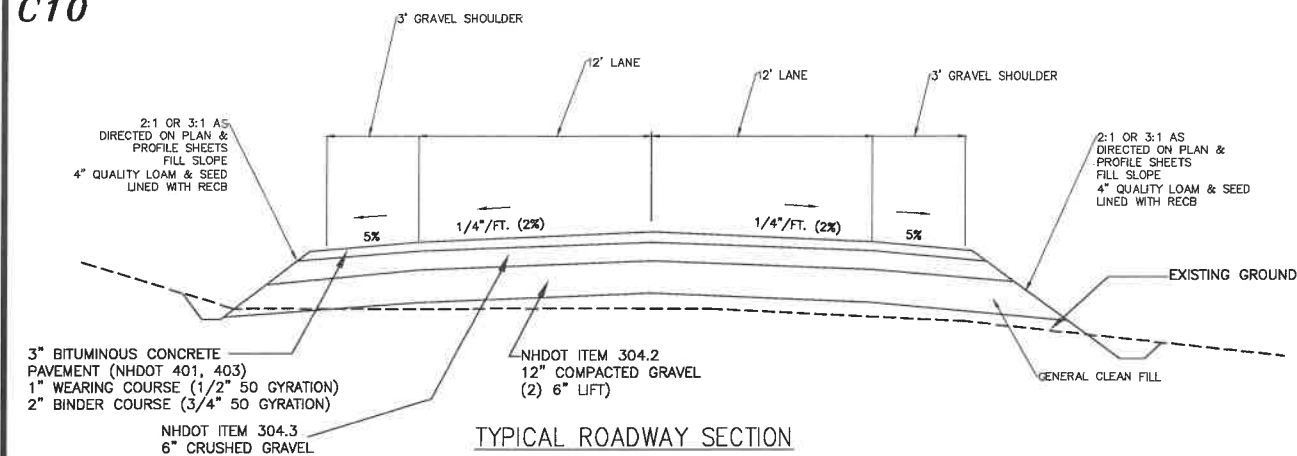 C10
3' GRAVEL SHOULDER
12' LANE
12' LANE
3' GRAVEL SHOULDER
2:1 OR 3:1 AS
DIRECTED ON PLAN &
PROFILE SHEETS
FILL SLOPE
4" QUALITY LOAM & SEED
LINED WITH RECB
2:1 OR 3:1 AS
DIRECTED ON PLAN &
PROFILE SHEETS
FILL SLOPE
4" QUALITY LOAM & SEED
LINED WITH RECB
5%
1/4"/FT. (2%)
1/4"/FT. (2%)
5%
EXISTING GROUND
3" BITUMINOUS CONCRETE
PAVEMENT (NHDOT 401, 403)
1" WEARING COURSE (1/2" 50 GYRATION)
2" BINDER COURSE (3/4" 50 GYRATION)
NHDOT ITEM 304.2
12" COMPACTED GRAVEL
(2) 6" LIFT)
GENERAL CLEAN FILL
NHDOT ITEM 304.3
6" CRUSHED GRAVEL
TYPICAL ROADWAY SECTION